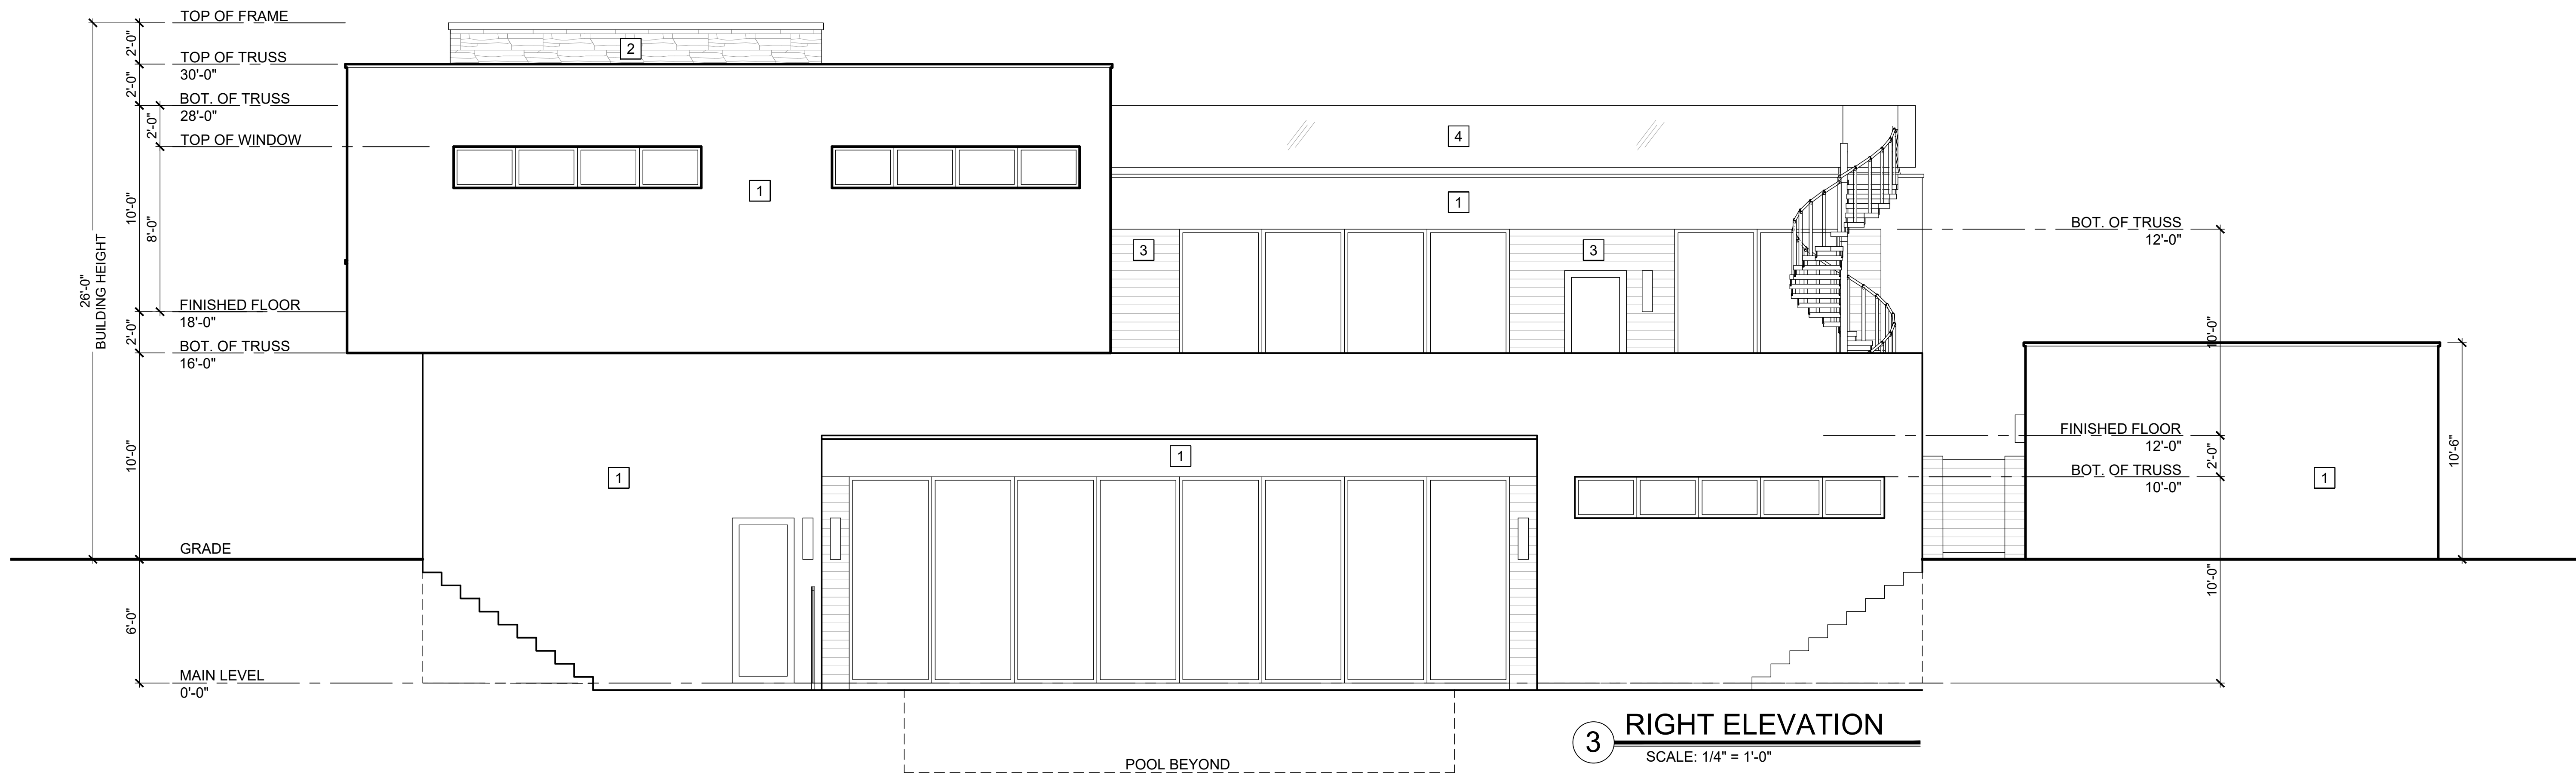 TOP OF FRAME
2'-0"
TOP OF TRUSS
30'-0"
2'-0"
BOT. OF TRUSS
28'-0"
2'-0"
TOP OF WINDOW
10'-0"
8'-0"
26'-0"
BUILDING HEIGHT
FINISHED FLOOR
18'-0"
2'-0"
BOT. OF TRUSS
16'-0"
10'-0"
GRADE
6'-0"
MAIN LEVEL
0'-0"
2
1
4
1
3
3
1
1
1
BOT. OF TRUSS
12'-0"
10'-0"
FINISHED FLOOR
12'-0"
2'-0"
BOT. OF TRUSS
10'-0"
10'-0"
10'-6"
POOL BEYOND
3 RIGHT ELEVATION
SCALE: 1/4" = 1'-0"